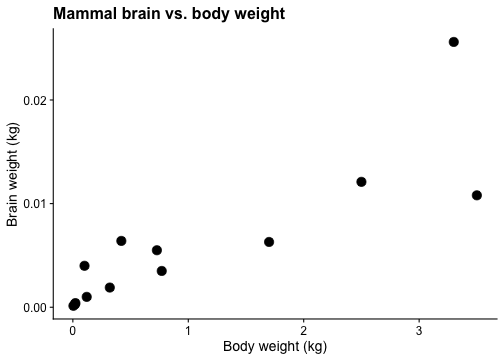 Mammal brain vs. body weight
Brain weight (kg)
0.02
0.01
0.00
0 1 2 3
Body weight (kg)